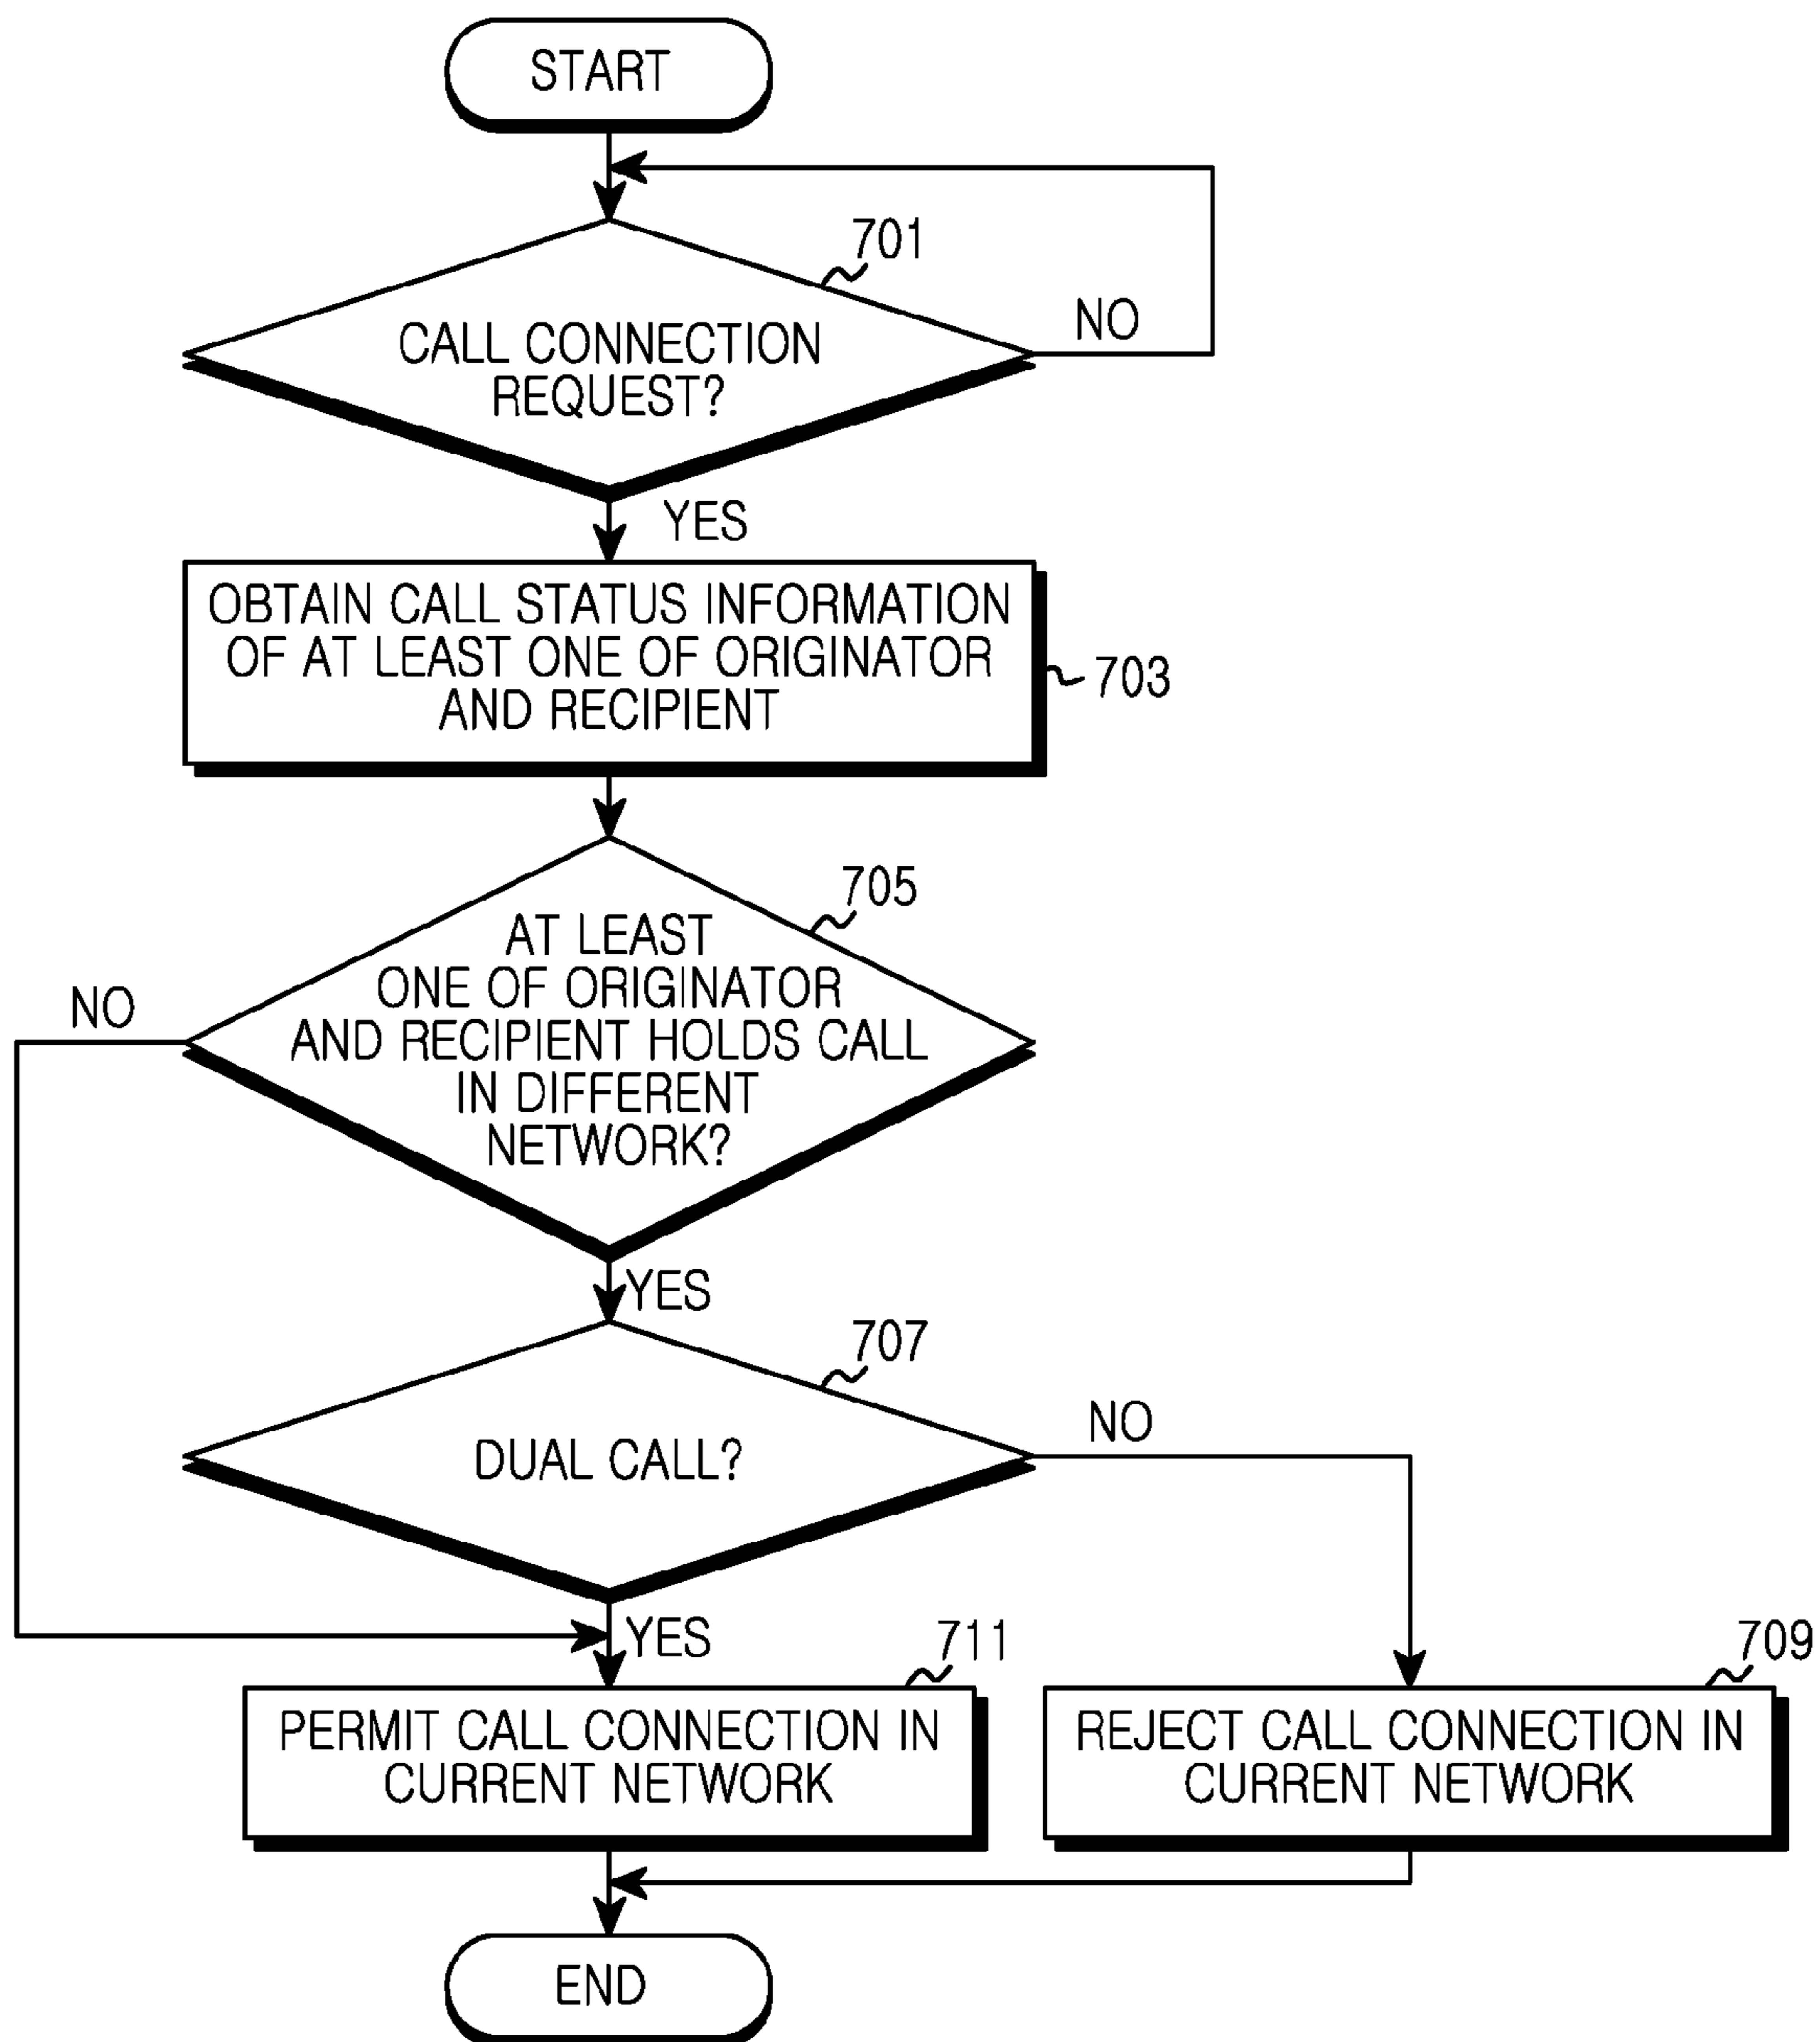 START
701
CALL CONNECTION
REQUEST?
NO
YES
OBTAIN CALL STATUS INFORMATION
OF AT LEAST ONE OF ORIGINATOR
AND RECIPIENT
703
705
AT LEAST
ONE OF ORIGINATOR
AND RECIPIENT HOLDS CALL
IN DIFFERENT
NETWORK?
NO
YES
707
DUAL CALL?
NO
YES
711
PERMIT CALL CONNECTION IN
CURRENT NETWORK
709
REJECT CALL CONNECTION IN
CURRENT NETWORK
END